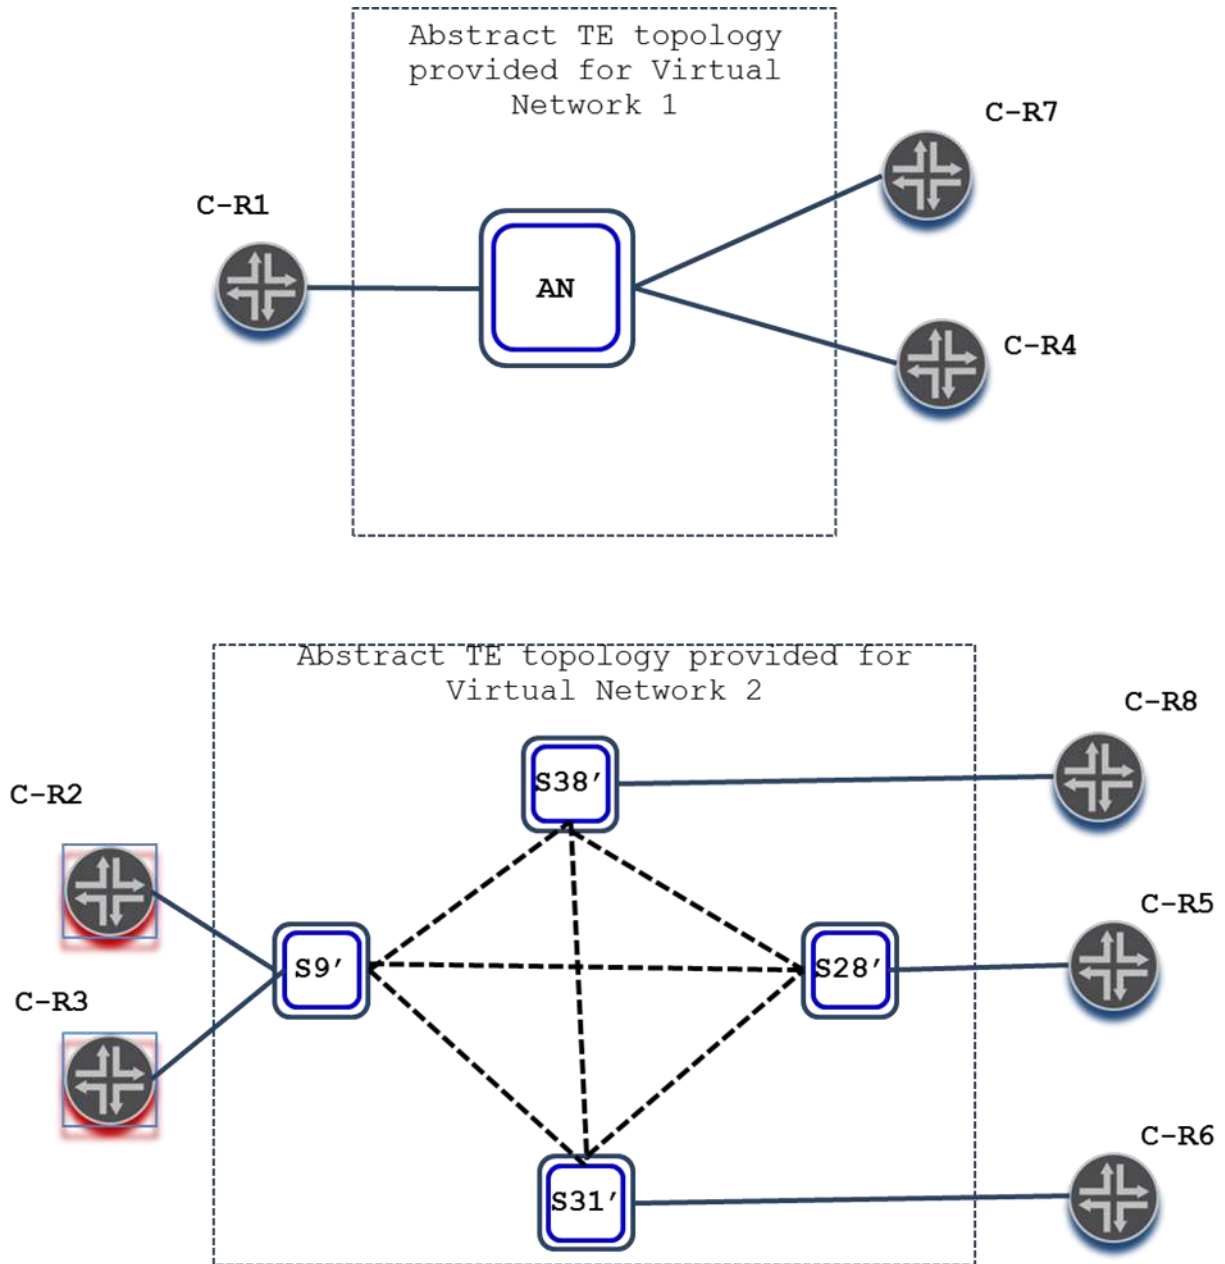 Abstract TE topology
provided for Virtual
Network 1
C-R7
C-R1
AN
C-R4
Abstract TE topology provided for
Virtual Network 2
C-R8
S38′
C-R2
C-R5
S9′
S28′
C-R3
C-R6
S31′